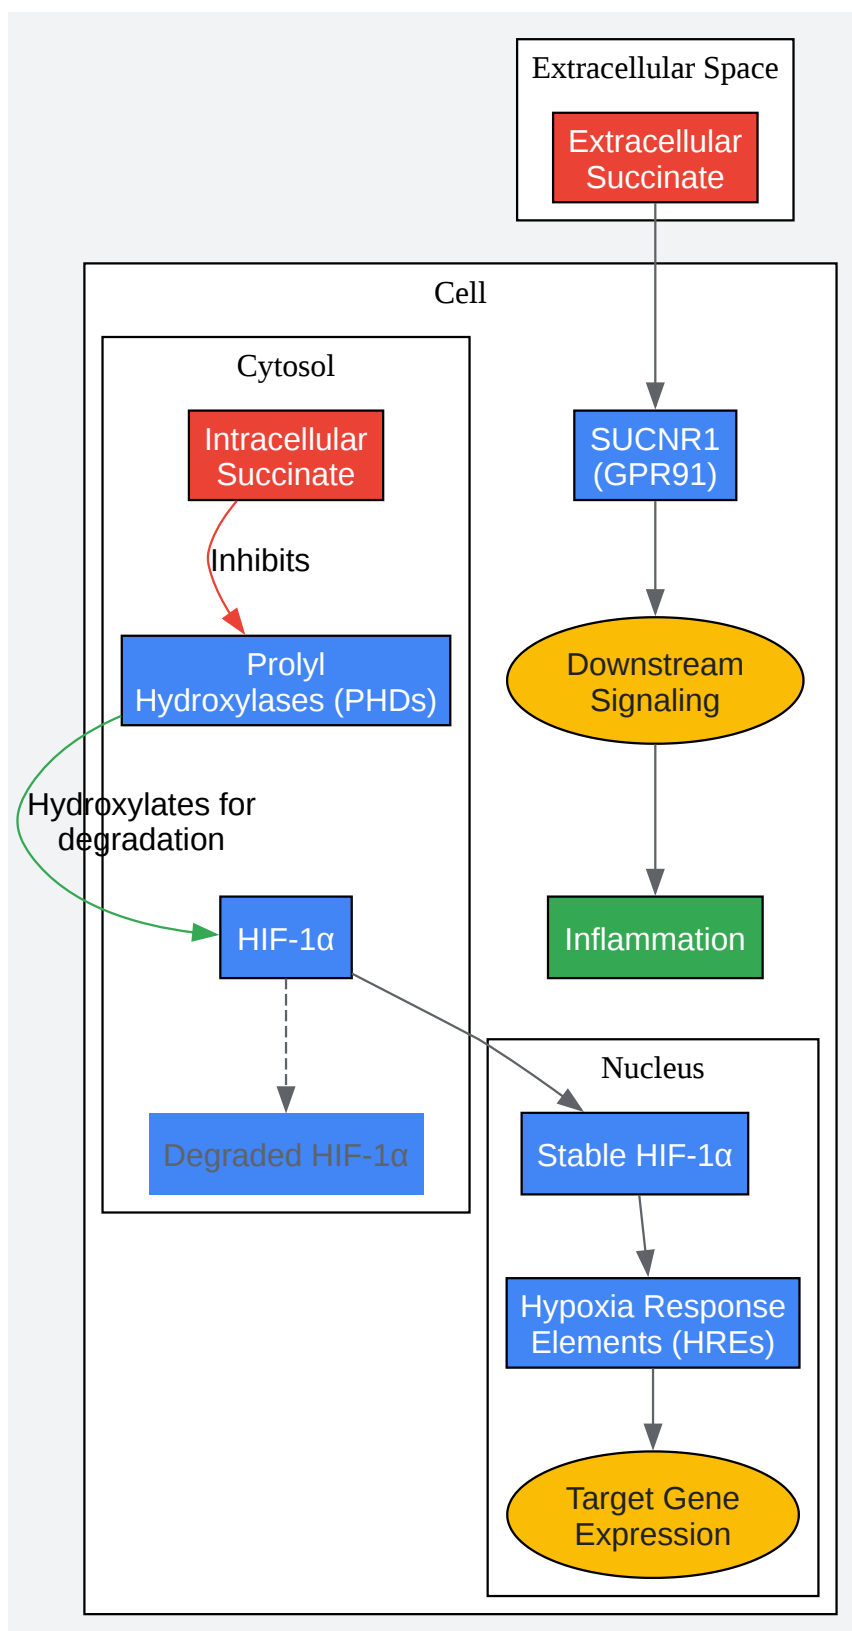 Extracellular Space
Extracellular
Succinate
Cell
Cytosol
Intracellular
Succinate
SUCNR1
(GPR91)
Inhibits
Prolyl
Hydroxylases (PHDs)
Downstream
Signaling
Hydroxylates for
degradation
HIF-1α
Inflammation
Nucleus
Degraded HIF-1α
Stable HIF-1α
Hypoxia Response
Elements (HREs)
Target Gene
Expression